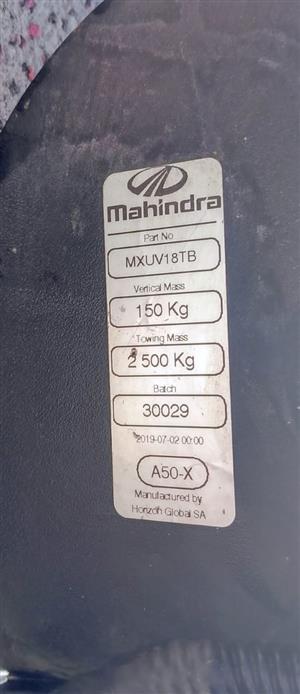 mahindra
Part No
MXUV18TB
Vertical Mass
150 Kg
Towing Mass
2 500 Kg
Batch
30029
2019-07-02 00:00
A50-X
Manufactured by
Horizon Global SA